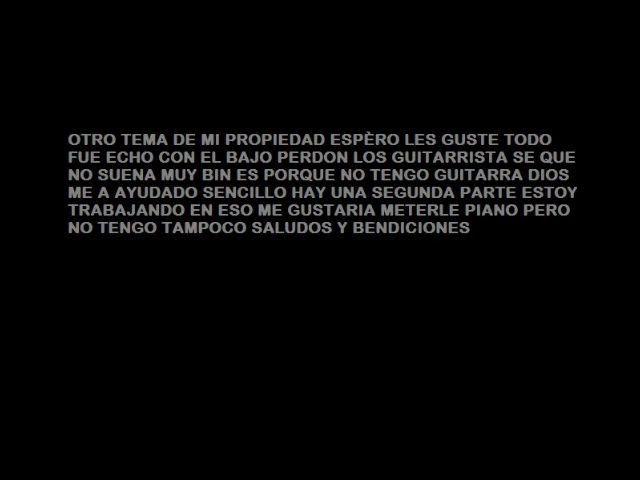 OTRO TEMA DE MI PROPIEDAD ESPÈRO LES GUSTE TODO
FUE ECHO CON EL BAJO PERDON LOS GUITARRISTA SE QUE
NO SUENA MUY BIN ES PORQUE NO TENGO GUITARRA DIOS
ME A AYUDADO SENCILLO HAY UNA SEGUNDA PARTE ESTOY
TRABAJANDO EN ESO ME GUSTARIA METERLE PIANO PERO
NO TENGO TAMPOCO SALUDOS Y BENDICIONES